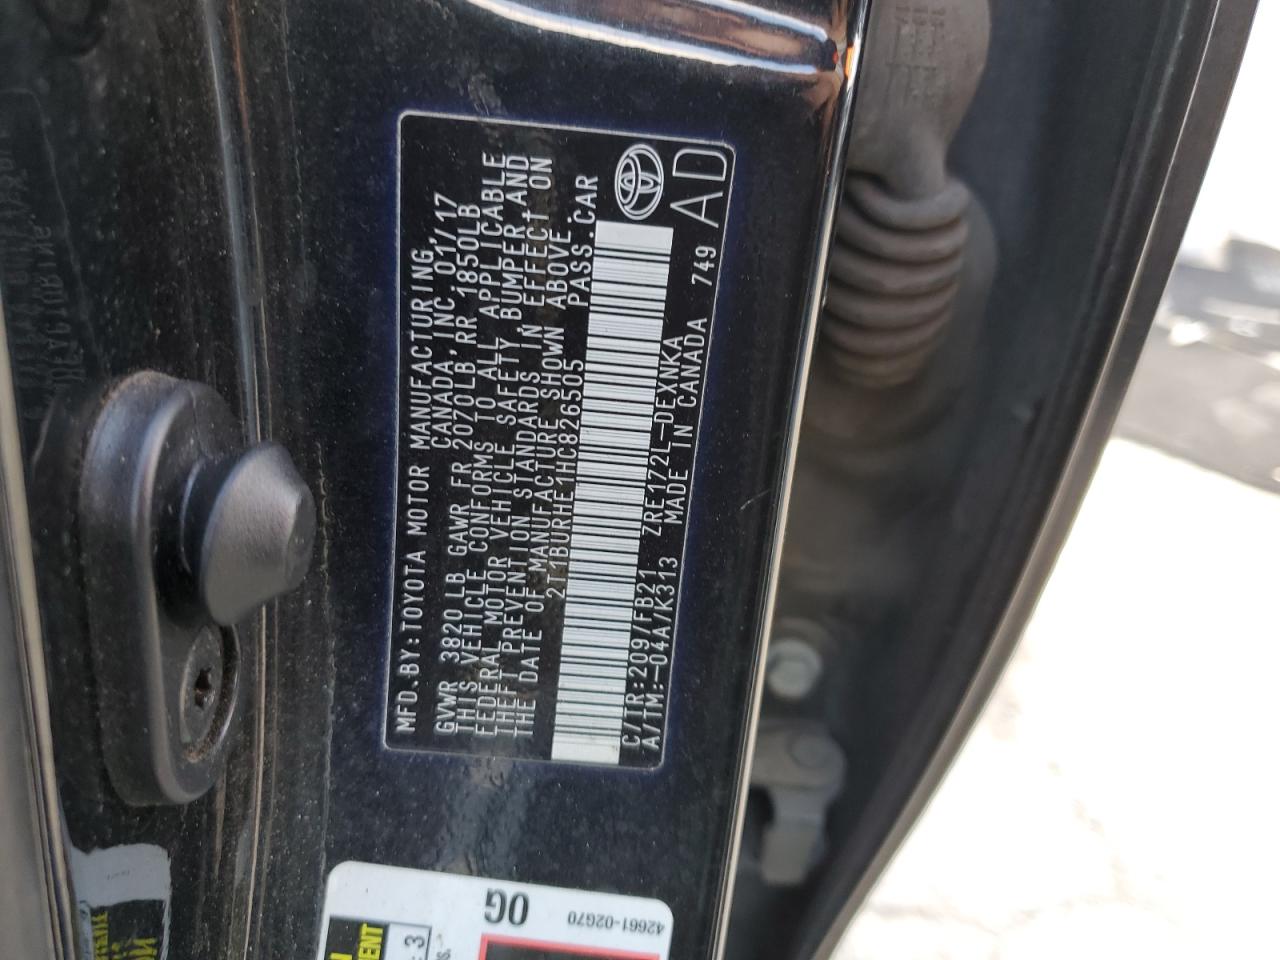 MFD.BY:TOYOTA MOTOR MANUFACTURING,
CANADA,INC. 01/17
GVWR 3820 LB GAWR FR 2070LB,RR 1850LB
THIS VEHICLE CONFORMS TO ALL APPLICABLE
FEDERAL MOTOR VEHICLE SAFETY,BUMPER,AND
THEFT PREVENTION STANDARDS IN EFFECT ON
THE DATE OF MANUFACTURE SHOWN ABOVE.
2T1BURHE1HC826505 PASS.CAR
C/TR:209/FB21 ZRE172L-DEXNKA
A/TM:-04A/K313 MADE IN CANADA 749
AD
0G
42661-02G70
3